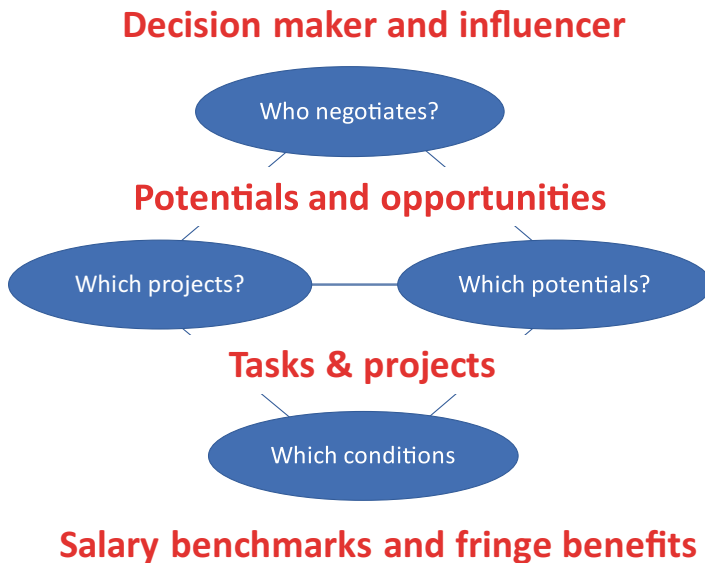 Decision maker and influencer
Who negotiates?
Potentials and opportunities
Which projects?
Which potentials?
Tasks & projects
Which conditions
Salary benchmarks and fringe benefits